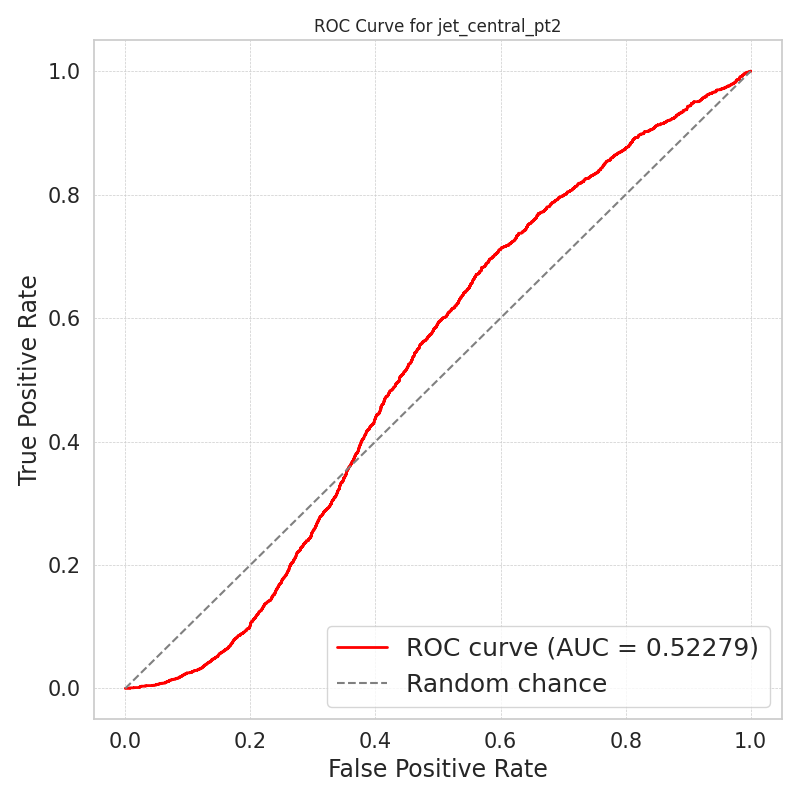 ROC Curve for jet_central_pt2
True Positive Rate
1.0
0.8
0.6
0.4
0.2
0.0
ROC curve (AUC = 0.52279)
Random chance
0.0 0.2 0.4 0.6 0.8 1.0
False Positive Rate